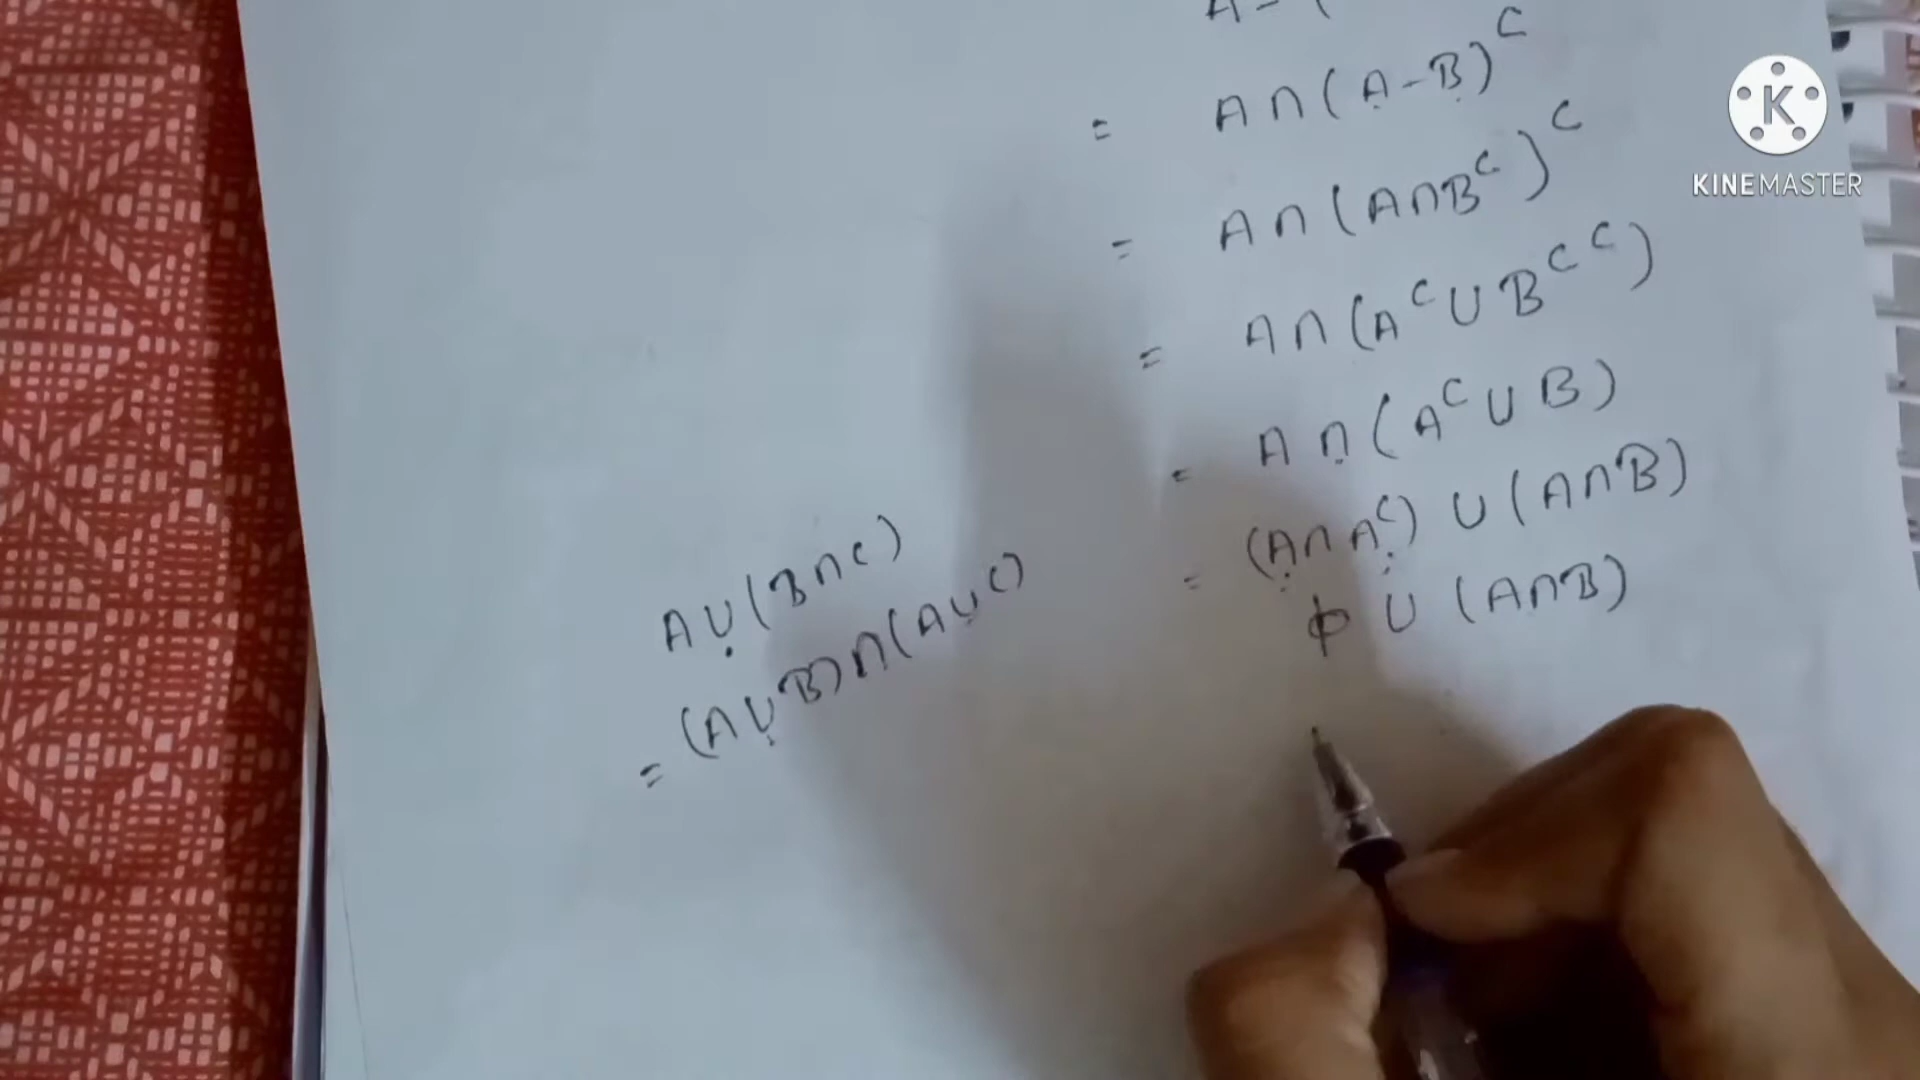 A - (
= A ∩ (A - B)^C
= A ∩ (A ∩ B^C)^C
= A ∩ (A^C ∪ B^C^C)
= A ∩ (A^C ∪ B)
= (A ∩ A^C) ∪ (A ∩ B)
ϕ ∪ (A ∩ B)
A ∪ (B ∩ C)
= (A ∪ B) ∩ (A ∪ C)
K
KINEMASTER